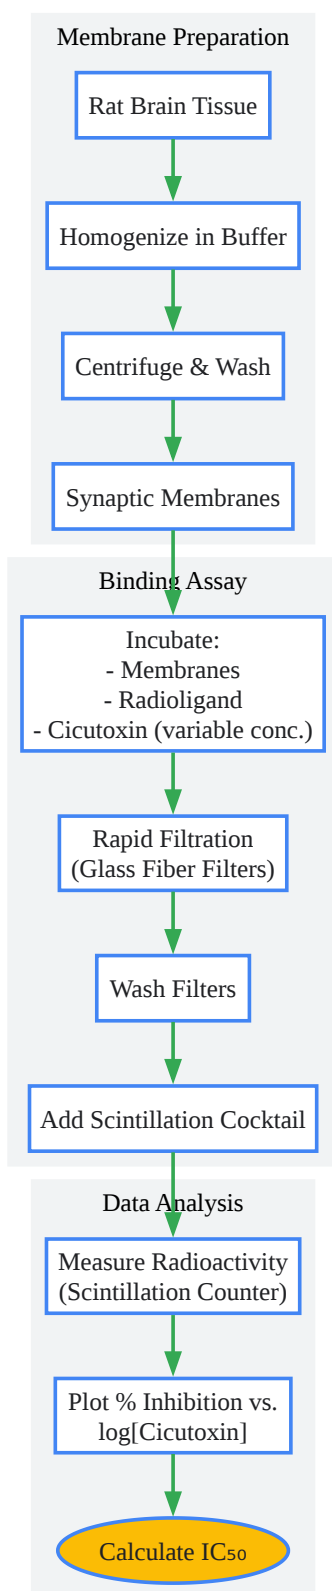 Membrane Preparation
Rat Brain Tissue
Homogenize in Buffer
Centrifuge & Wash
Synaptic Membranes
Binding Assay
Incubate:
- Membranes
- Radioligand
- Cicutoxin (variable conc.)
Rapid Filtration
(Glass Fiber Filters)
Wash Filters
Add Scintillation Cocktail
Data Analysis
Measure Radioactivity
(Scintillation Counter)
Plot % Inhibition vs.
log[Cicutoxin]
Calculate IC₅₀